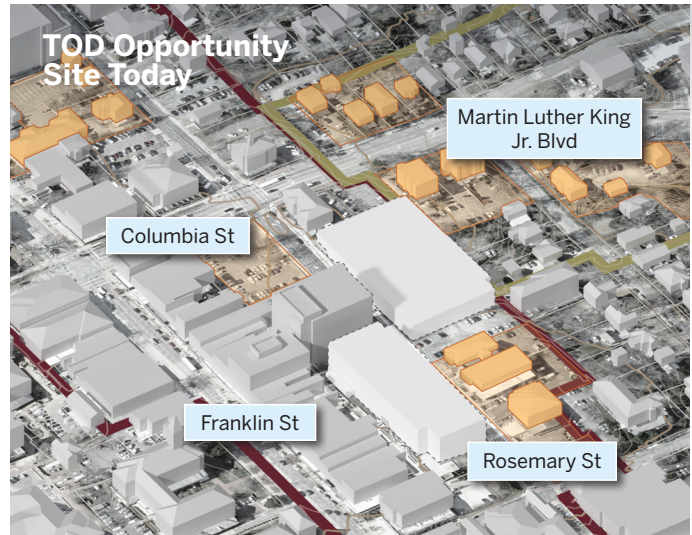 TOD Opportunity
Site Today
Martin Luther King
Jr. Blvd
Columbia St
Franklin St
Rosemary St